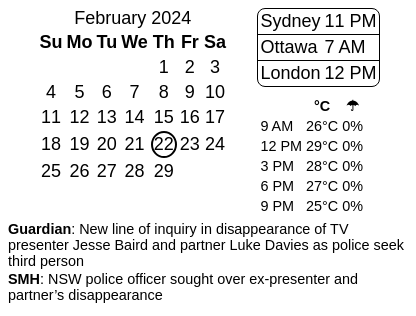 February 2024
Su Mo Tu We Th Fr Sa
1 2 3
4 5 6 7 8 9 10
11 12 13 14 15 16 17
18 19 20 21 22 23 24
25 26 27 28 29
Sydney 11 PM
Ottawa 7 AM
London 12 PM
°C ☂
9 AM 26°C 0%
12 PM 29°C 0%
3 PM 28°C 0%
6 PM 27°C 0%
9 PM 25°C 0%
Guardian: New line of inquiry in disappearance of TV
presenter Jesse Baird and partner Luke Davies as police seek
third person
SMH: NSW police officer sought over ex-presenter and
partner’s disappearance